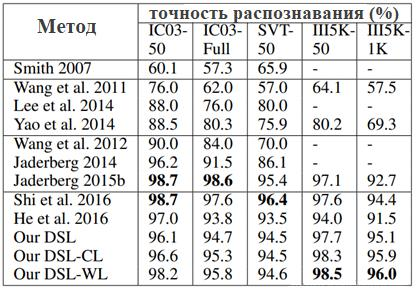 Метод точность распознавания (%)
IC03-50 IC03-Full SVT-50 III5K-50 III5K-1K
Smith 2007 60.1 57.3 65.9 - -
Wang et al. 2011 76.0 62.0 57.0 64.1 57.5
Lee et al. 2014 88.0 76.0 80.0 - -
Yao et al. 2014 88.5 80.3 75.9 80.2 69.3
Wang et al. 2012 90.0 84.0 70.0 - -
Jaderberg 2014 96.2 91.5 86.1 - -
Jaderberg 2015b 98.7 98.6 95.4 97.1 92.7
Shi et al. 2016 98.7 97.6 96.4 97.6 94.4
He et al. 2016 97.0 93.8 93.5 94.0 91.5
Our DSL 96.1 94.7 94.5 97.7 95.1
Our DSL-CL 96.6 95.3 94.5 98.3 95.9
Our DSL-WL 98.2 95.8 94.6 98.5 96.0